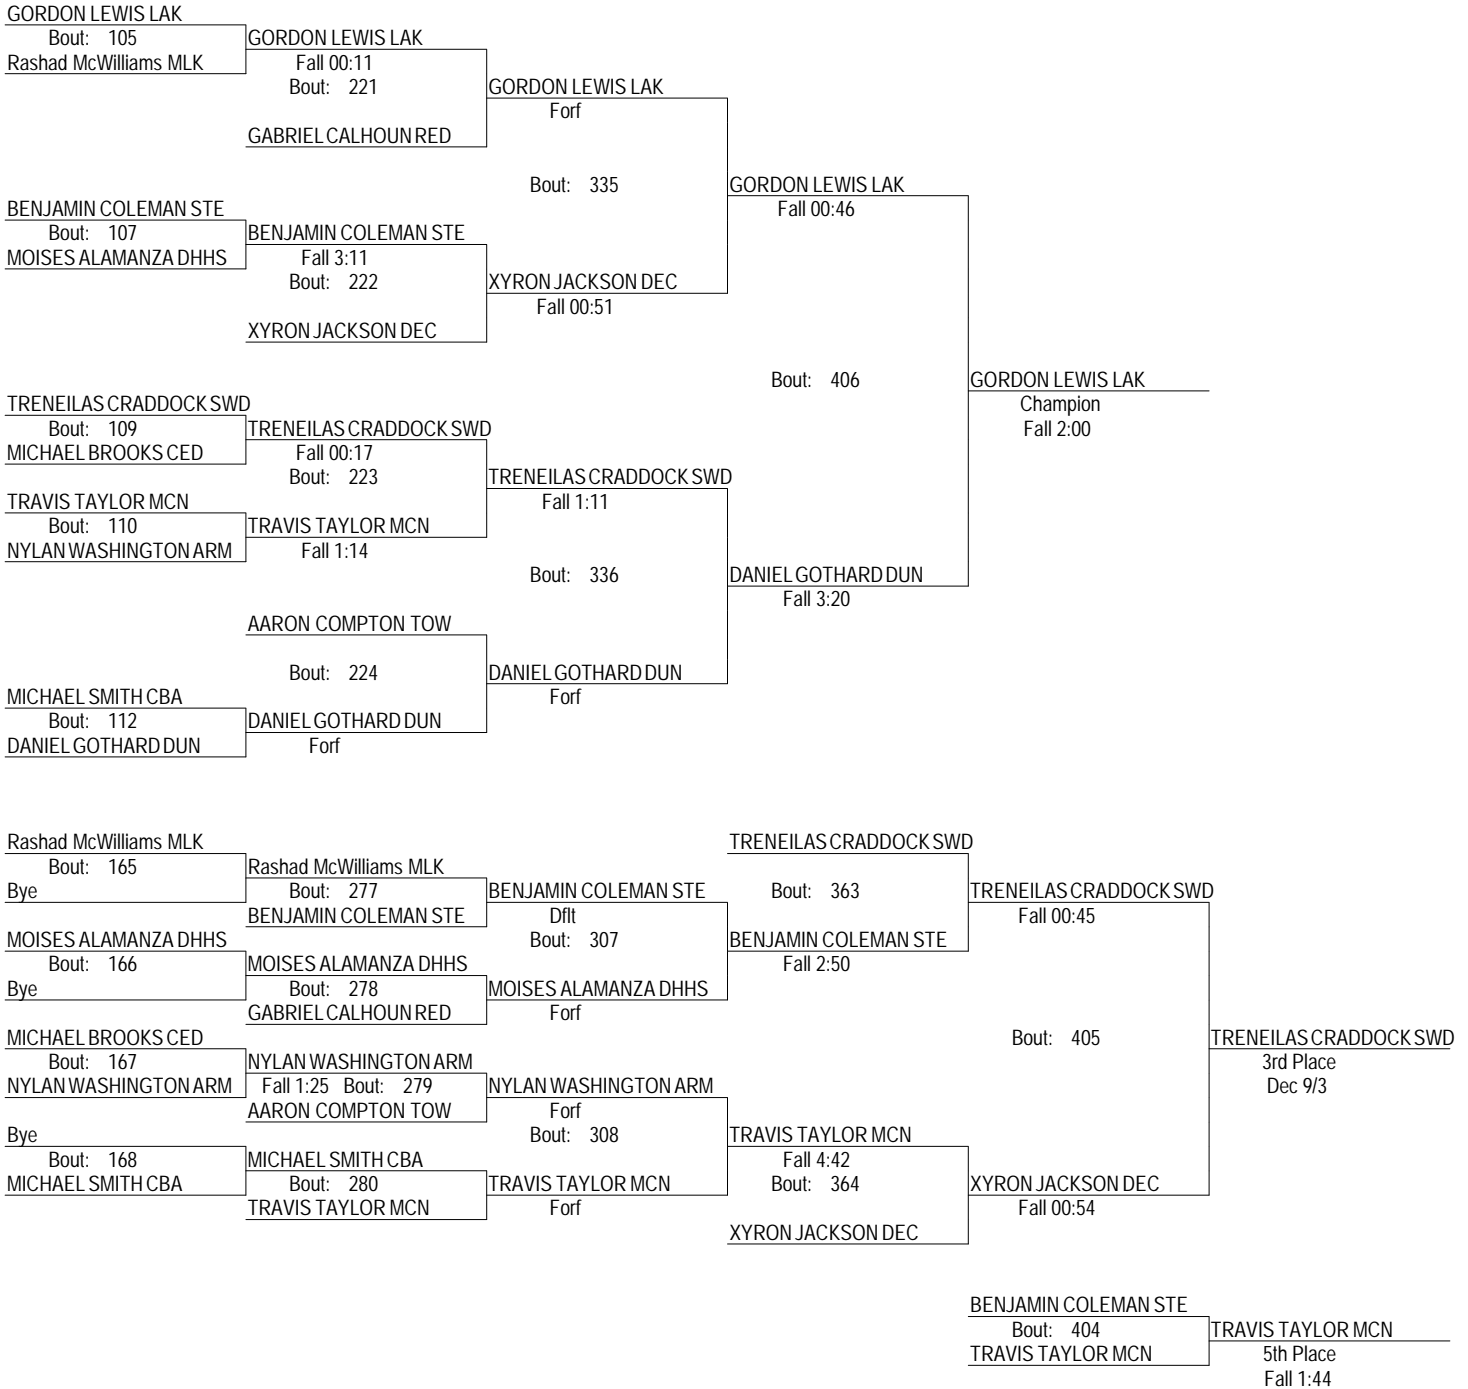 GORDON LEWIS LAK
Bout: 105
GORDON LEWIS LAK
Rashad McWilliams MLK
Fall 00:11
Bout: 221
GORDON LEWIS LAK
Forf
GABRIEL CALHOUN RED
Bout: 335
GORDON LEWIS LAK
BENJAMIN COLEMAN STE
Fall 00:46
Bout: 107
BENJAMIN COLEMAN STE
MOISES ALAMANZA DHHS
Fall 3:11
Bout: 222
XYRON JACKSON DEC
Fall 00:51
XYRON JACKSON DEC
Bout: 406
GORDON LEWIS LAK
TRENEILAS CRADDOCK SWD
Champion
Bout: 109
TRENEILAS CRADDOCK SWD
Fall 2:00
MICHAEL BROOKS CED
Fall 00:17
Bout: 223
TRENEILAS CRADDOCK SWD
TRAVIS TAYLOR MCN
Fall 1:11
Bout: 110
TRAVIS TAYLOR MCN
NYLAN WASHINGTON ARM
Fall 1:14
Bout: 336
DANIEL GOTHARD DUN
Fall 3:20
AARON COMPTON TOW
Bout: 224
DANIEL GOTHARD DUN
MICHAEL SMITH CBA
Forf
Bout: 112
DANIEL GOTHARD DUN
DANIEL GOTHARD DUN
Forf
Rashad McWilliams MLK
TRENEILAS CRADDOCK SWD
Bout: 165
Rashad McWilliams MLK
Bye
Bout: 277
BENJAMIN COLEMAN STE
Bout: 363
TRENEILAS CRADDOCK SWD
BENJAMIN COLEMAN STE
Dflt
Fall 00:45
MOISES ALAMANZA DHHS
Bout: 307
BENJAMIN COLEMAN STE
Bout: 166
MOISES ALAMANZA DHHS
Fall 2:50
Bye
Bout: 278
MOISES ALAMANZA DHHS
GABRIEL CALHOUN RED
Forf
MICHAEL BROOKS CED
Bout: 405
TRENEILAS CRADDOCK SWD
Bout: 167
NYLAN WASHINGTON ARM
3rd Place
NYLAN WASHINGTON ARM
Fall 1:25 Bout: 279
NYLAN WASHINGTON ARM
Dec 9/3
AARON COMPTON TOW
Forf
Bye
Bout: 308
TRAVIS TAYLOR MCN
Bout: 168
MICHAEL SMITH CBA
Fall 4:42
MICHAEL SMITH CBA
Bout: 280
TRAVIS TAYLOR MCN
Bout: 364
XYRON JACKSON DEC
TRAVIS TAYLOR MCN
Forf
Fall 00:54
XYRON JACKSON DEC
BENJAMIN COLEMAN STE
Bout: 404
TRAVIS TAYLOR MCN
TRAVIS TAYLOR MCN
5th Place
Fall 1:44